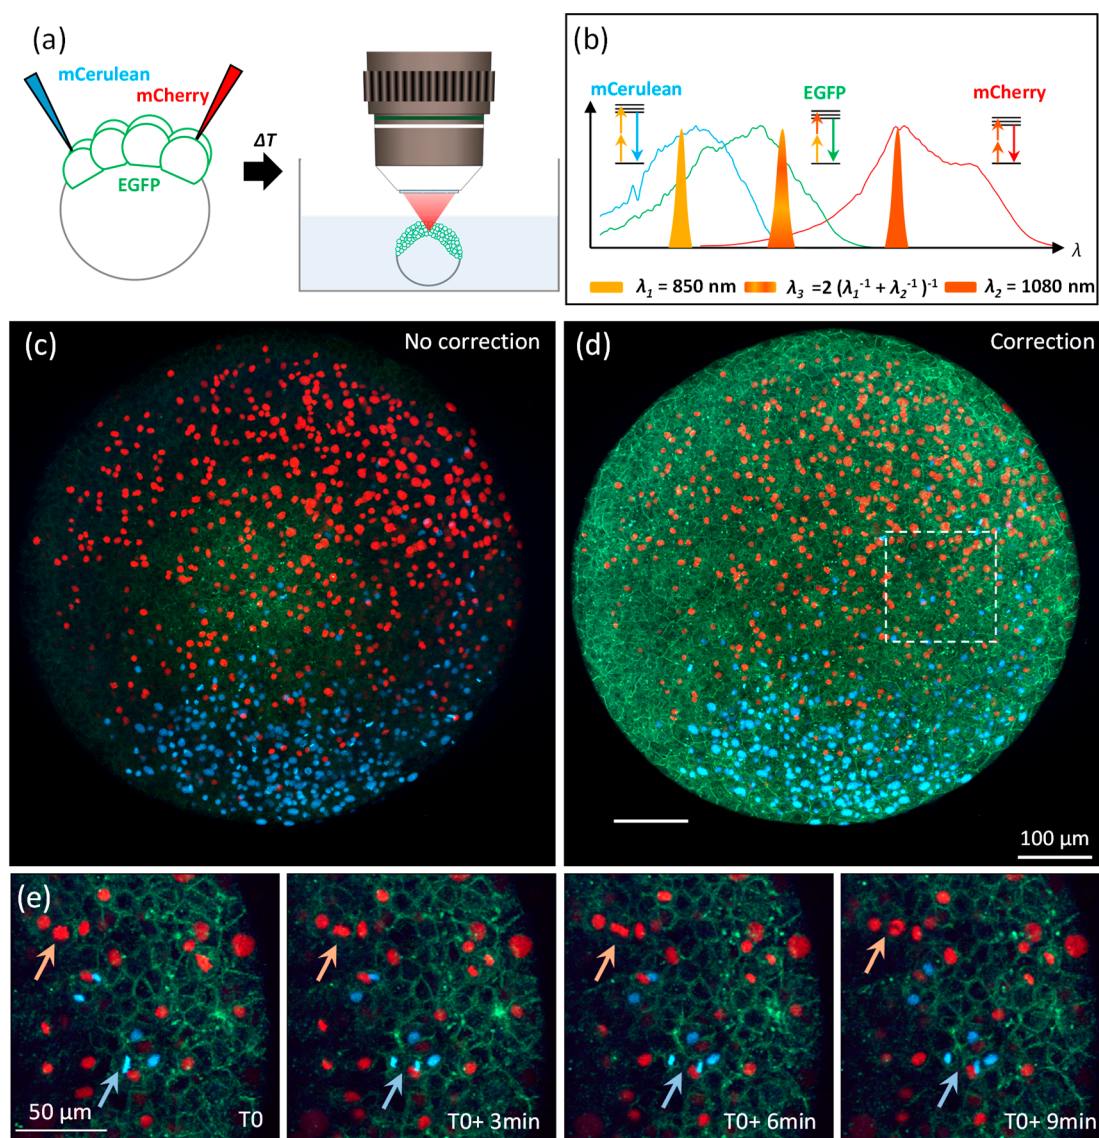 (a)
mCerulean
mCherry
EGFP
ΔT
(b)
mCerulean
EGFP
mCherry
λ
λ1 = 850 nm
λ3 =2 (λ1-1 + λ2-1 )-1
λ2 = 1080 nm
(c)
No correction
(d)
Correction
100 µm
(e)
50 µm
T0
T0+ 3min
T0+ 6min
T0+ 9min